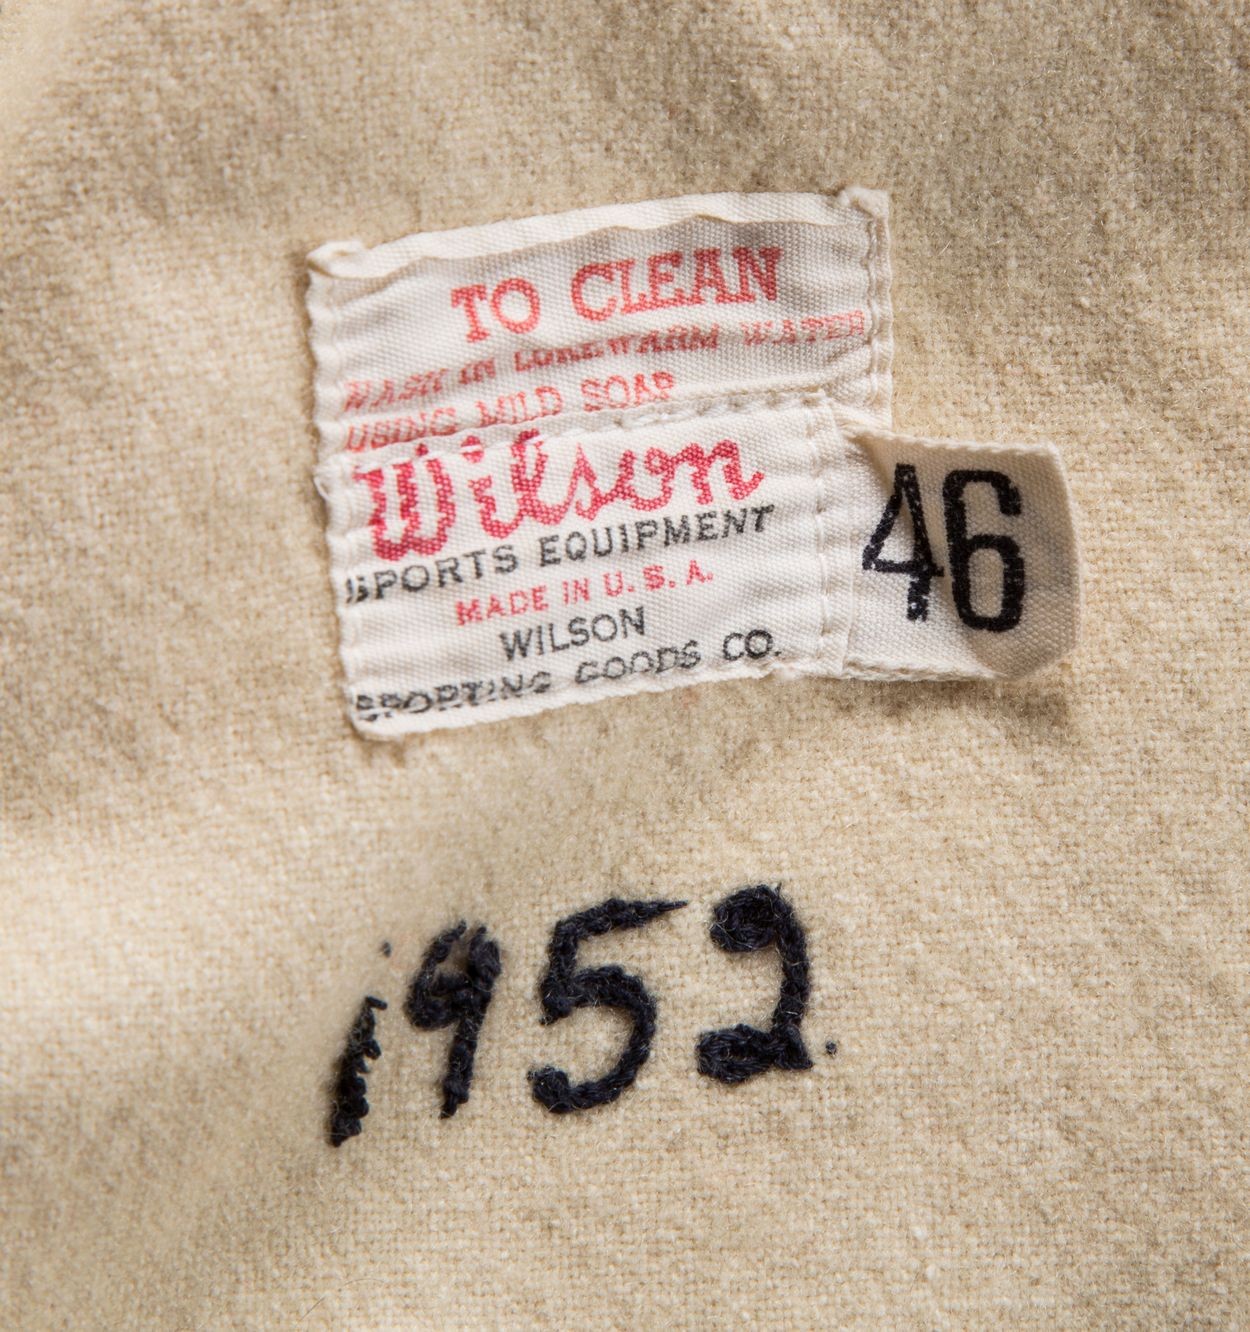 TO CLEAN
WASH IN LUKEWARM WATER
USING MILD SOAP
Wilson
SPORTS EQUIPMENT
MADE IN U.S.A.
WILSON
SPORTING GOODS CO.
46
1952